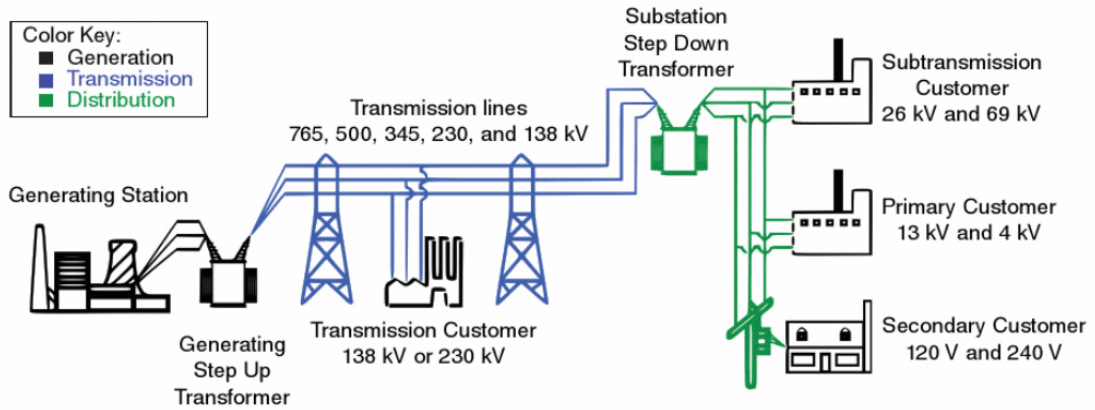 Color Key:
Generation
Transmission
Distribution
Generating Station
Generating
Step Up
Transformer
Transmission lines
765, 500, 345, 230, and 138 kV
Transmission Customer
138 kV or 230 kV
Substation
Step Down
Transformer
Subtransmission
Customer
26 kV and 69 kV
Primary Customer
13 kV and 4 kV
Secondary Customer
120 V and 240 V